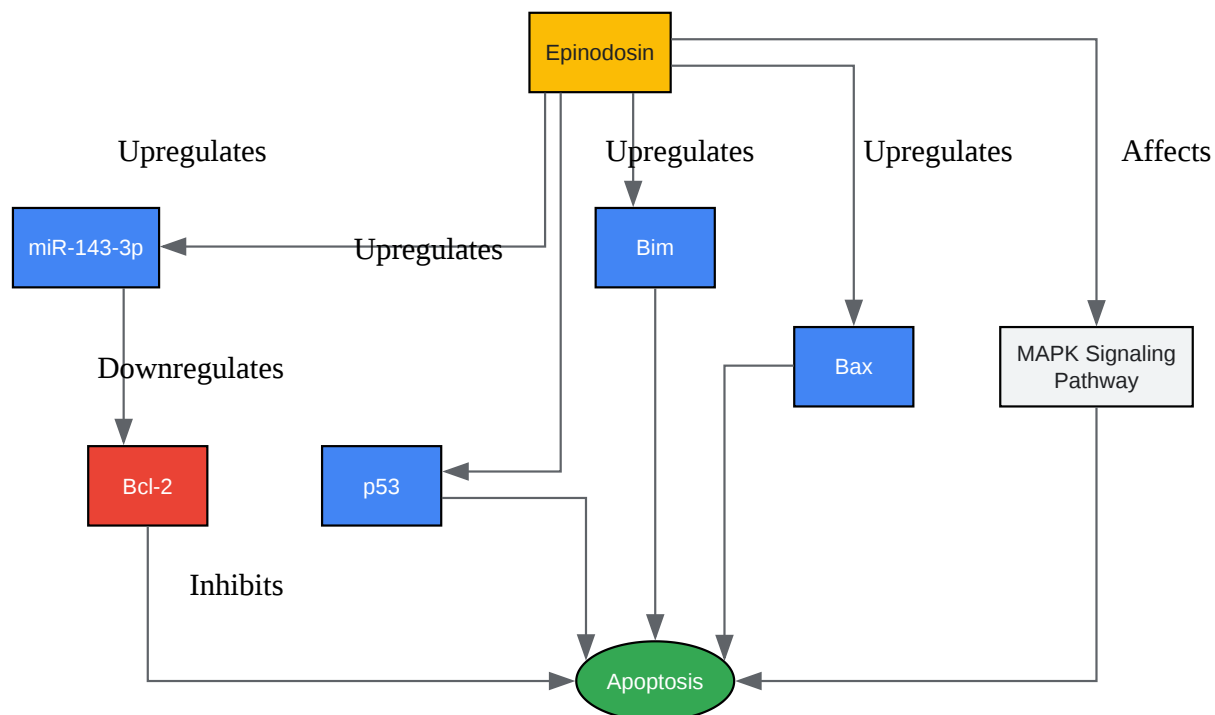 Epinodosin
Upregulates
Upregulates
Upregulates
Affects
miR-143-3p
Upregulates
Bim
Downregulates
Bax
MAPK Signaling
Pathway
Bcl-2
p53
Inhibits
Apoptosis